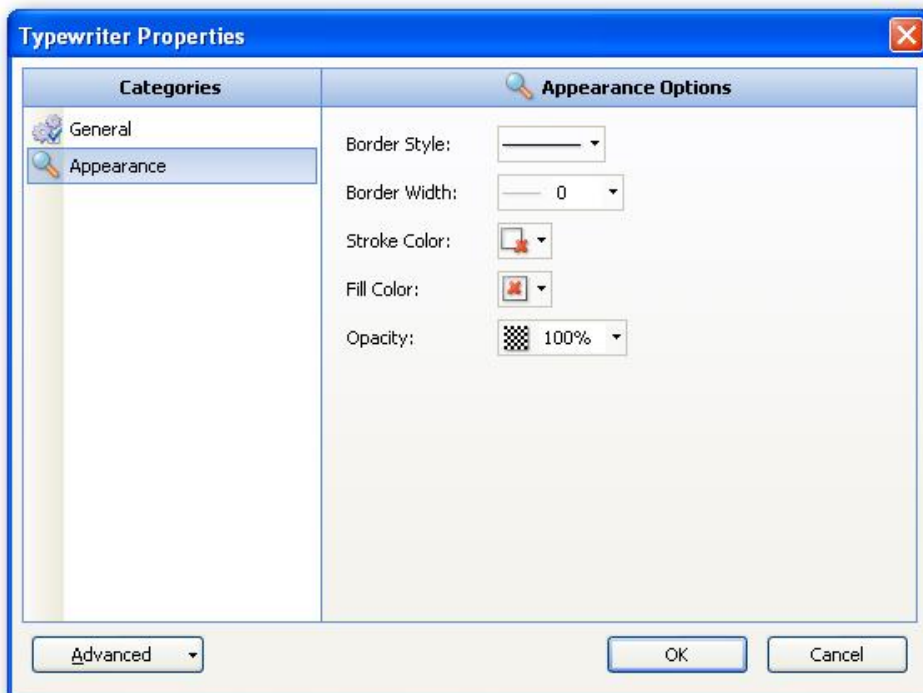 Typewriter Properties
Categories
Appearance Options
General
Appearance
Border Style:
Border Width: 0
Stroke Color:
Fill Color:
Opacity: 100%
Advanced
OK
Cancel